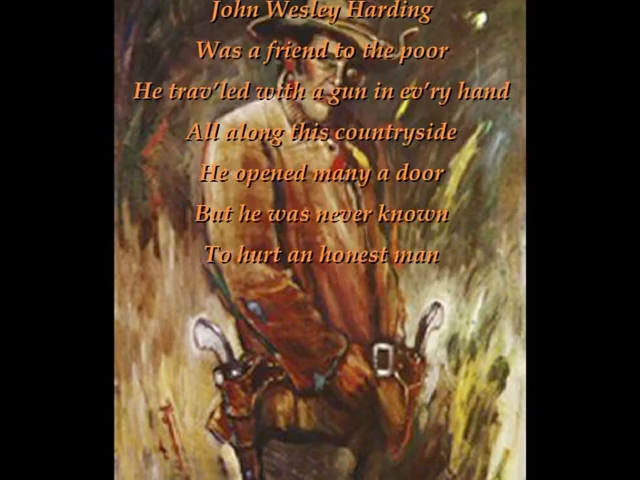 John Wesley Harding
Was a friend to the poor
He trav’led with a gun in ev’ry hand
All along this countryside
He opened many a door
But he was never known
To hurt an honest man